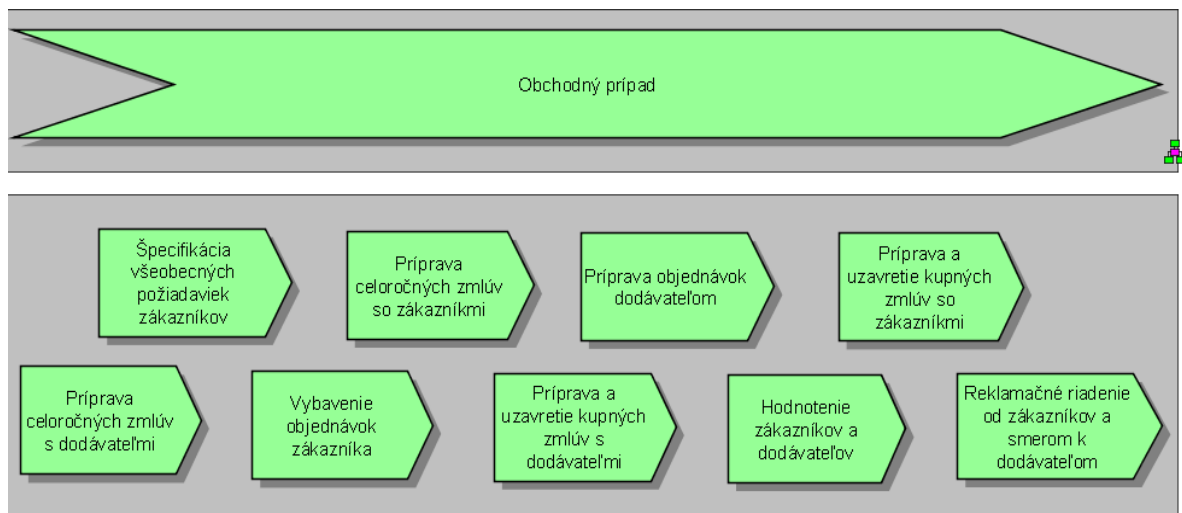 Obchodný prípad
Špecifikácia
všeobecných
požiadaviek
zákazníkov
Príprava
celoročných zmlúv
so zákazníkmi
Príprava objednávok
dodávateľom
Príprava a
uzavretie kupných
zmlúv so
zákazníkmi
Príprava
celoročných zmlúv
s dodávateľmi
Vybavenie
objednávok
zákazníka
Príprava a
uzavretie kupných
zmlúv s
dodávateľmi
Hodnotenie
zákazníkov a
dodávateľov
Reklamačné riadenie
od zákazníkov a
smerom k
dodávateľom